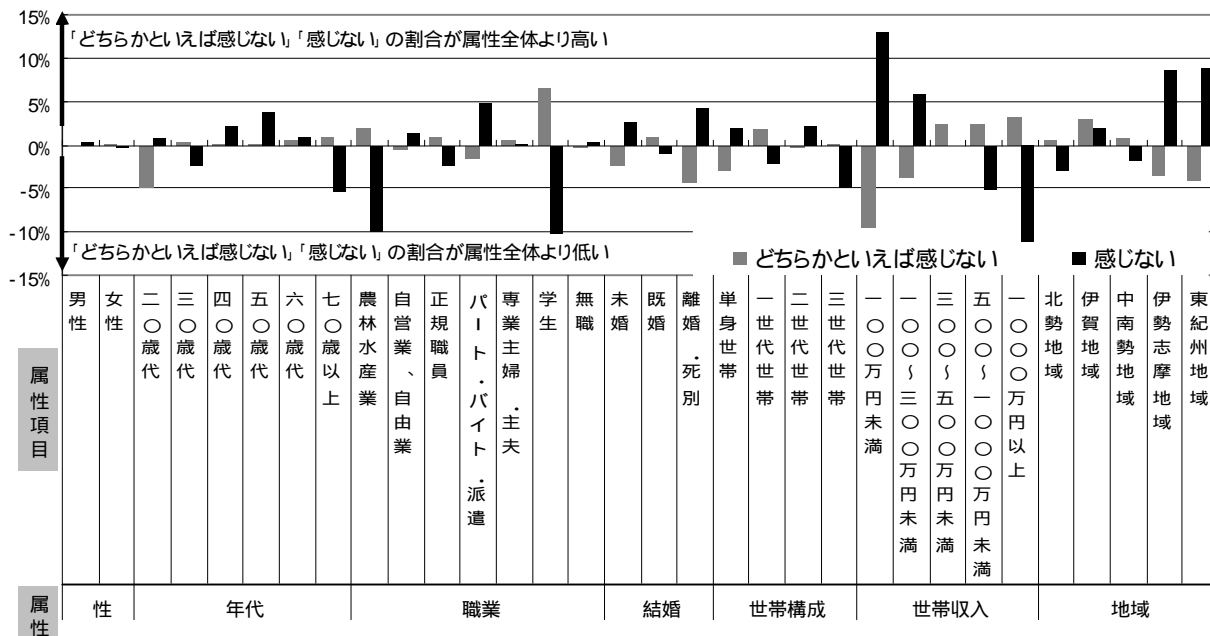 15%
「どちらかといえば感じない」「感じない」の割合が属性全体より高い
10%
5%
0%
-5%
-10%
「どちらかといえば感じない」「感じない」の割合が属性全体より低い
-15%
どちらかといえば感じない
感じない
属性項目
男性
女性
二〇歳代
三〇歳代
四〇歳代
五〇歳代
六〇歳代
七〇歳以上
農林水産業
自営業、自由業
正規職員
パート・バイト・派遣
専業主婦・主夫
学生
無職
未婚
既婚
離婚・死別
単身世帯
一世代世帯
二世代世帯
三世代世帯
一〇〇万円未満
一〇〇～三〇〇万円未満
三〇〇～五〇〇万円未満
五〇〇～一〇〇〇万円未満
一〇〇〇万円以上
北勢地域
伊賀地域
中南勢地域
伊勢志摩地域
東紀州地域
属性
性
年代
職業
結婚
世帯構成
世帯収入
地域